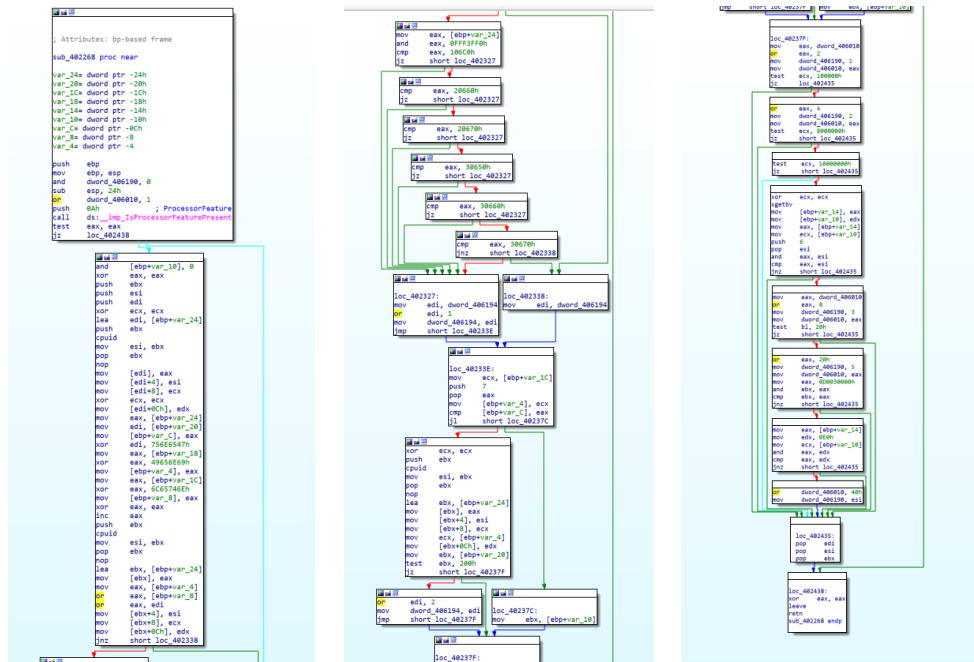 ; Attributes: bp-based frame
sub_402268 proc near
var_24= dword ptr -24h
var_20= dword ptr -20h
var_1C= dword ptr -1Ch
var_18= dword ptr -18h
var_14= dword ptr -14h
var_10= dword ptr -10h
var_C= dword ptr -0Ch
var_8= dword ptr -8
var_4= dword ptr -4
push ebp
mov ebp, esp
and dword_406190, 0
sub esp, 24h
or dword_406010, 1
push 0Ah ; ProcessorFeature
call ds:__imp_IsProcessorFeaturePresent
test eax, eax
jz loc_402438
and [ebp+var_10], 0
xor eax, eax
push ebx
push esi
push edi
xor ecx, ecx
lea edi, [ebp+var_24]
push ebx
cpuid
mov esi, ebx
pop ebx
nop
mov [edi], eax
mov [edi+4], esi
mov [edi+8], ecx
xor ecx, ecx
mov [edi+0Ch], edx
mov eax, [ebp+var_24]
mov edi, [ebp+var_20]
mov [ebp+var_C], eax
xor edi, 756E6547h
mov eax, [ebp+var_18]
xor eax, 49656E69h
mov [ebp+var_4], eax
mov eax, [ebp+var_1C]
xor eax, 6C65746Eh
mov [ebp+var_8], eax
xor eax, eax
inc eax
push ebx
cpuid
mov esi, ebx
pop ebx
nop
lea ebx, [ebp+var_24]
mov [ebx], eax
mov eax, [ebp+var_4]
or eax, [ebp+var_8]
or eax, edi
mov [ebx+4], esi
mov [ebx+8], ecx
mov [ebx+0Ch], edx
jnz short loc_402338
mov eax, [ebp+var_24]
and eax, 0FFF3FF0h
cmp eax, 106C0h
jz short loc_402327
cmp eax, 20660h
jz short loc_402327
cmp eax, 20670h
jz short loc_402327
cmp eax, 30650h
jz short loc_402327
cmp eax, 30660h
jz short loc_402327
cmp eax, 30670h
jnz short loc_402338
loc_402327:
mov edi, dword_406194
or edi, 1
mov dword_406194, edi
jmp short loc_40233E
loc_402338:
mov edi, dword_406194
loc_40233E:
mov ecx, [ebp+var_1C]
push 7
pop eax
mov [ebp+var_4], ecx
cmp [ebp+var_C], eax
jl short loc_40237C
xor ecx, ecx
push ebx
cpuid
mov esi, ebx
pop ebx
nop
lea ebx, [ebp+var_24]
mov [ebx], eax
mov [ebx+4], esi
mov [ebx+8], ecx
mov ecx, [ebp+var_4]
mov [ebx+0Ch], edx
mov ebx, [ebp+var_20]
test ebx, 200h
jz short loc_40237F
or edi, 2
mov dword_406194, edi
jmp short loc_40237F
loc_40237C:
mov ebx, [ebp+var_10]
loc_40237F:
jmp short loc_40237F
mov ebx, [ebp+var_10]
loc_40237F:
mov eax, dword_406010
or eax, 2
mov dword_406190, 1
mov dword_406010, eax
test ecx, 100000h
jz loc_402435
or eax, 4
mov dword_406190, 2
mov dword_406010, eax
test ecx, 8000000h
jz short loc_402435
test ecx, 10000000h
jz short loc_402435
xor ecx, ecx
xgetbv
mov [ebp+var_14], eax
mov [ebp+var_10], edx
mov eax, [ebp+var_14]
mov ecx, [ebp+var_10]
push 6
pop esi
and eax, esi
cmp eax, esi
jnz short loc_402435
mov eax, dword_406010
or eax, 8
mov dword_406190, 3
mov dword_406010, eax
test bl, 20h
jz short loc_402435
or eax, 20h
mov dword_406190, 5
mov dword_406010, eax
mov eax, 0D0030000h
and ebx, eax
cmp ebx, eax
jnz short loc_402435
mov eax, [ebp+var_14]
mov edx, 0E0h
mov ecx, [ebp+var_10]
and eax, edx
cmp eax, edx
jnz short loc_402435
or dword_406010, 40h
mov dword_406190, esi
loc_402435:
pop edi
pop esi
pop ebx
loc_402438:
xor eax, eax
leave
retn
sub_402268 endp